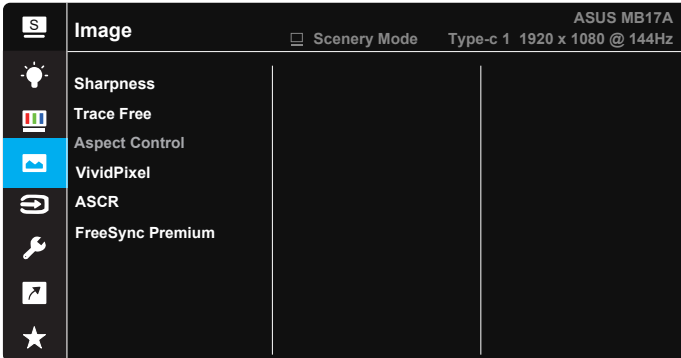 S
Image
ASUS MB17A
Scenery Mode Type-c 1 1920 x 1080 @ 144Hz
Sharpness
Trace Free
Aspect Control
VividPixel
ASCR
FreeSync Premium